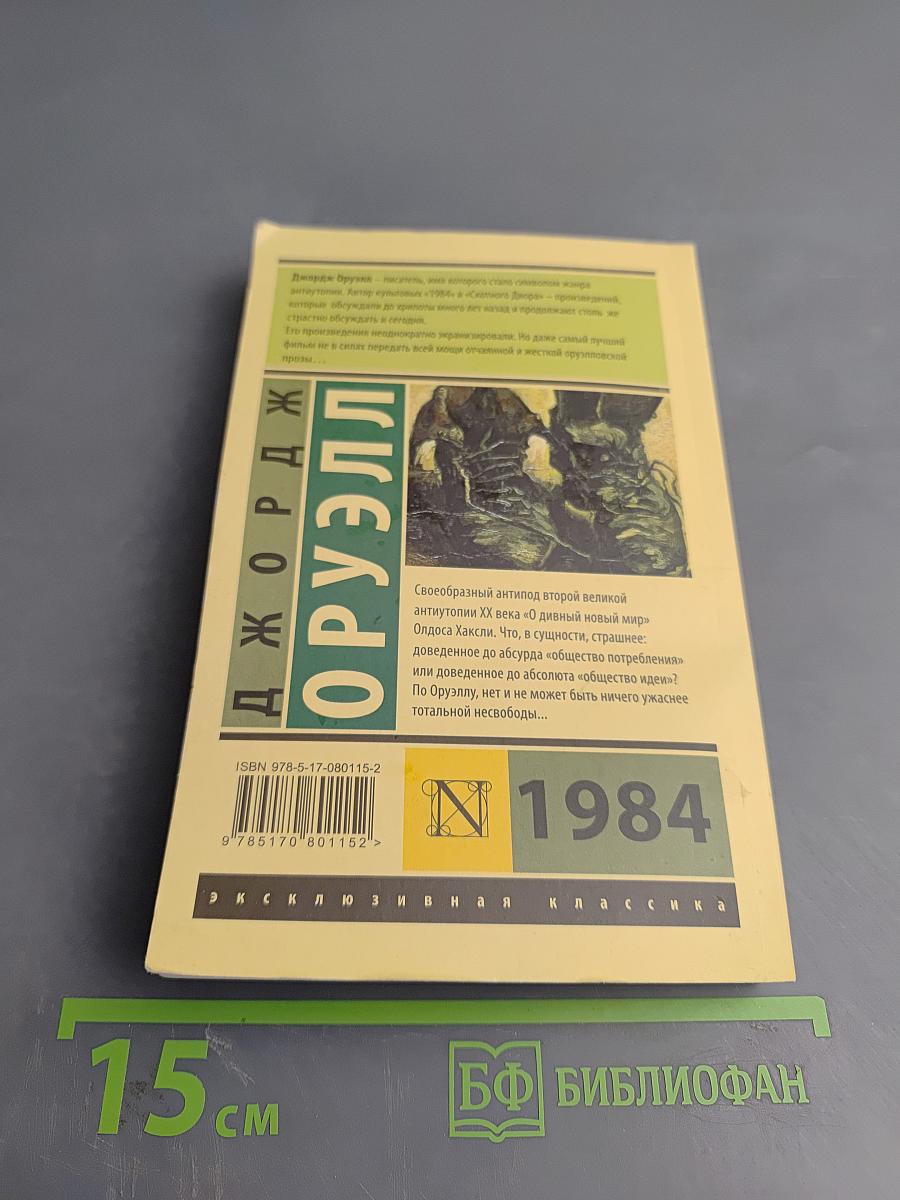 Джордж Оруэлл – писатель, имя которого стало символом жанра
антиутопии. Автор культовых «1984» и «Скотного Двора» – произведений,
которые обсуждали до хрипоты много лет назад и продолжают столь же
страстно обсуждать и сегодня.
Его произведения неоднократно экранизировали. Но даже самый лучший
фильм не в силах передать всей мощи отчаянной и жесткой оруэлловской
прозы...
ДЖОРДЖ
ОРУЭЛЛ
Своеобразный антипод второй великой
антиутопии XX века «О дивный новый мир»
Олдоса Хаксли. Что, в сущности, страшнее:
доведенное до абсурда «общество потребления»
или доведенное до абсолюта «общество идеи»?
По Оруэллу, нет и не может быть ничего ужаснее
тотальной несвободы...
ISBN 978-5-17-080115-2
9 785170 801152 >
N
1984
эксклюзивная классика
15 см
БФ БИБЛИОФАН